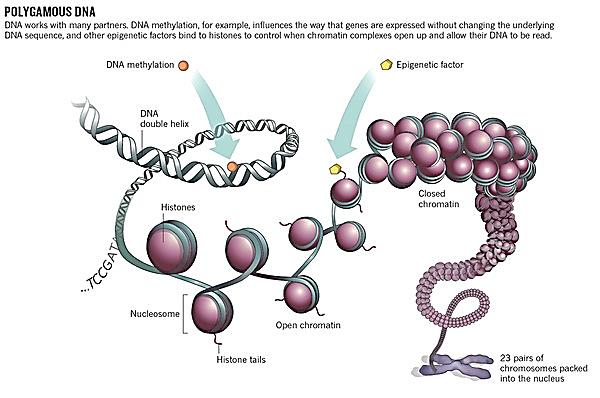 POLYGAMOUS DNA
DNA works with many partners. DNA methylation, for example, influences the way that genes are expressed without changing the underlying
DNA sequence, and other epigenetic factors bind to histones to control when chromatin complexes open up and allow their DNA to be read.
DNA methylation
Epigenetic factor
DNA
double helix
Closed
chromatin
Histones
...TCCGAT
Nucleosome
Open chromatin
Histone tails
23 pairs of
chromosomes packed
into the nucleus